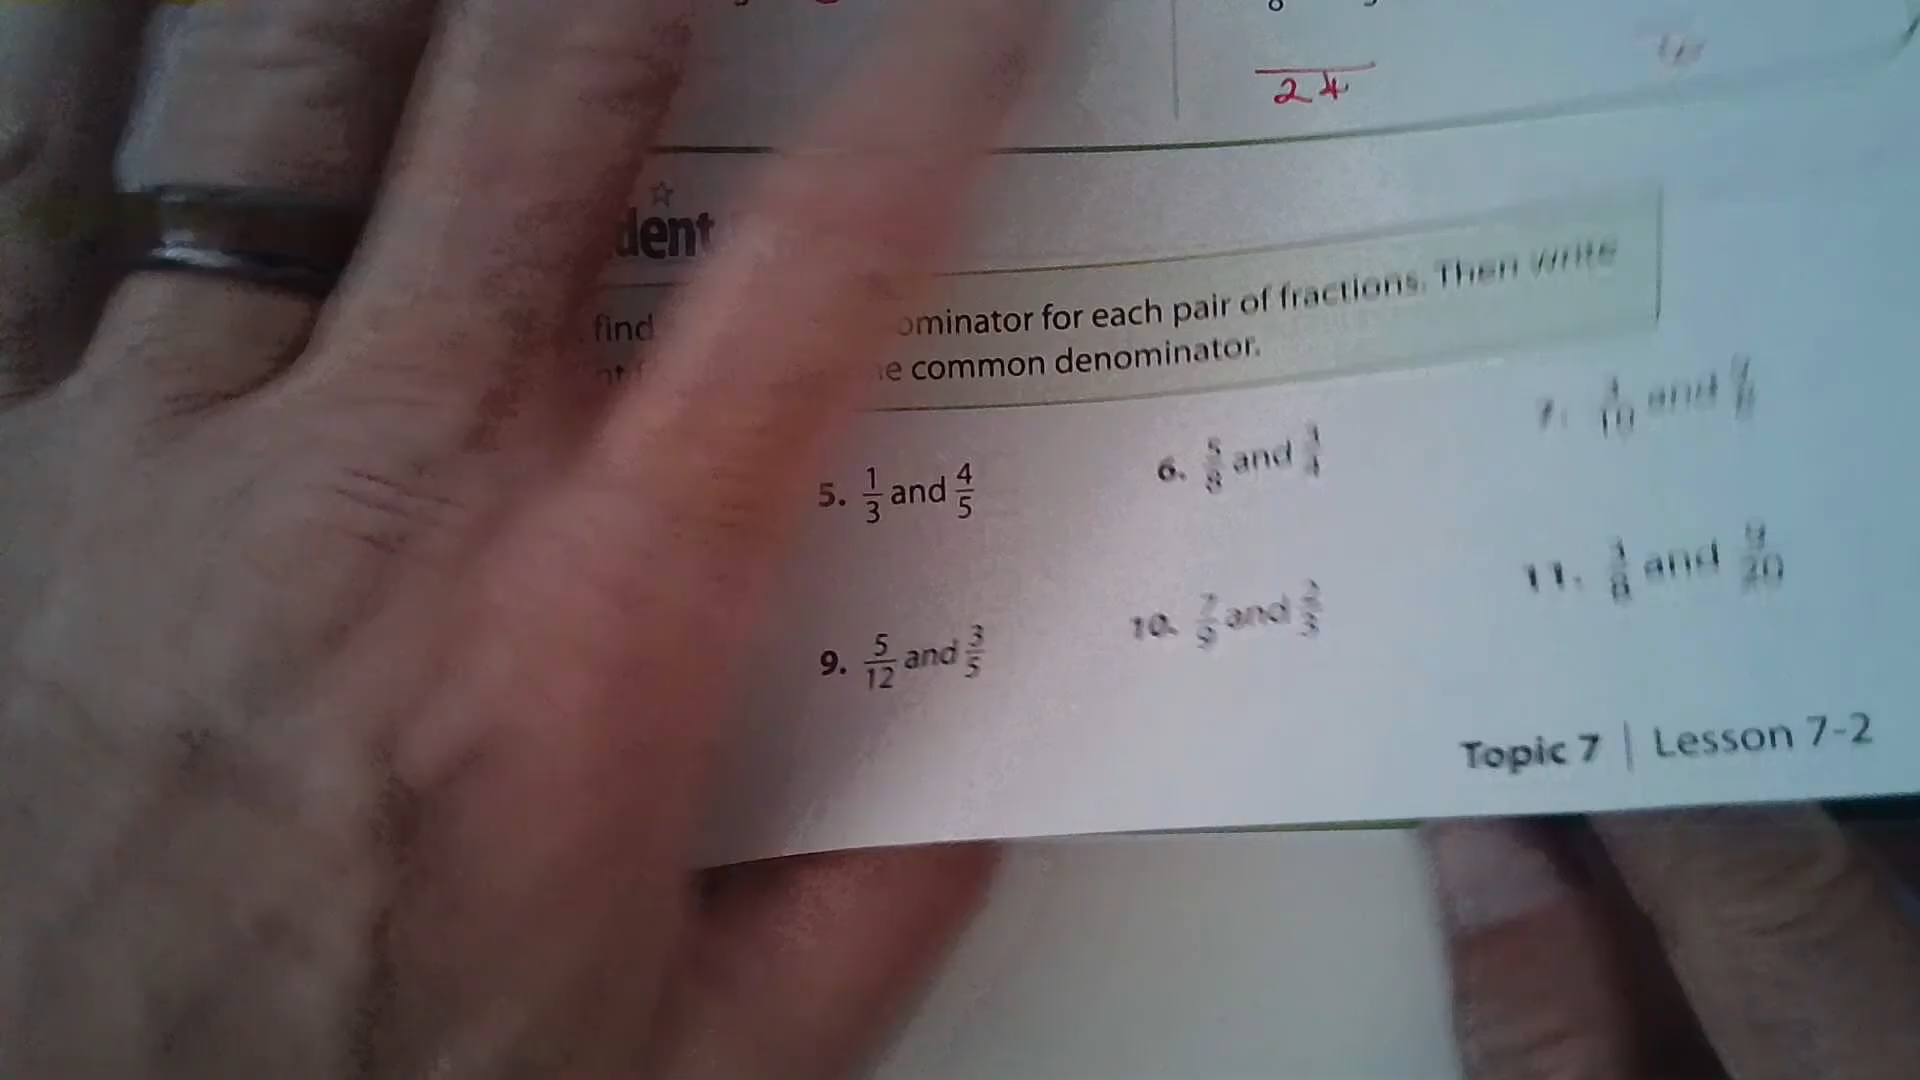 24
dent
find ominator for each pair of fractions. Then write
e common denominator.
5. 1/3 and 4/5
6. 5/8 and 3/4
7. and
9. 5/12 and 3/5
10. 7/9 and 2/3
11. 3/8 and 9/20
Topic 7 | Lesson 7-2